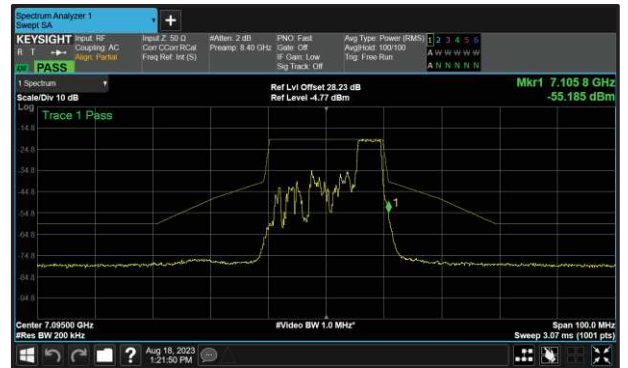 Spectrum Analyzer 1
Swept SA
+
KEYSIGHT
R T
PASS
Input: RF
Coupling: AC
Align: Partial
Input Z: 50 Ω
Corr CCorr RCal
Freq Ref: Int (S)
#Atten: 2 dB
Preamp: 8.40 GHz
PNO: Fast
Gate: Off
IF Gain: Low
Sig Track: Off
Avg Type: Power (RMS)
Avg|Hold: 100/100
Trig: Free Run
1 2 3 4 5 6
A W W W W W
A N N N N N
1 Spectrum
Scale/Div 10 dB
Ref Lvl Offset 28.23 dB
Ref Level -4.77 dBm
Mkr1 7.105 8 GHz
-55.185 dBm
Log
Trace 1 Pass
-14.8
-24.8
-34.8
-44.8
-54.8
-64.8
-74.8
-84.8
-94.8
1
Center 7.09500 GHz
#Res BW 200 kHz
#Video BW 1.0 MHz*
Span 100.0 MHz
Sweep 3.07 ms (1001 pts)
?
Aug 18, 2023
1:21:50 PM